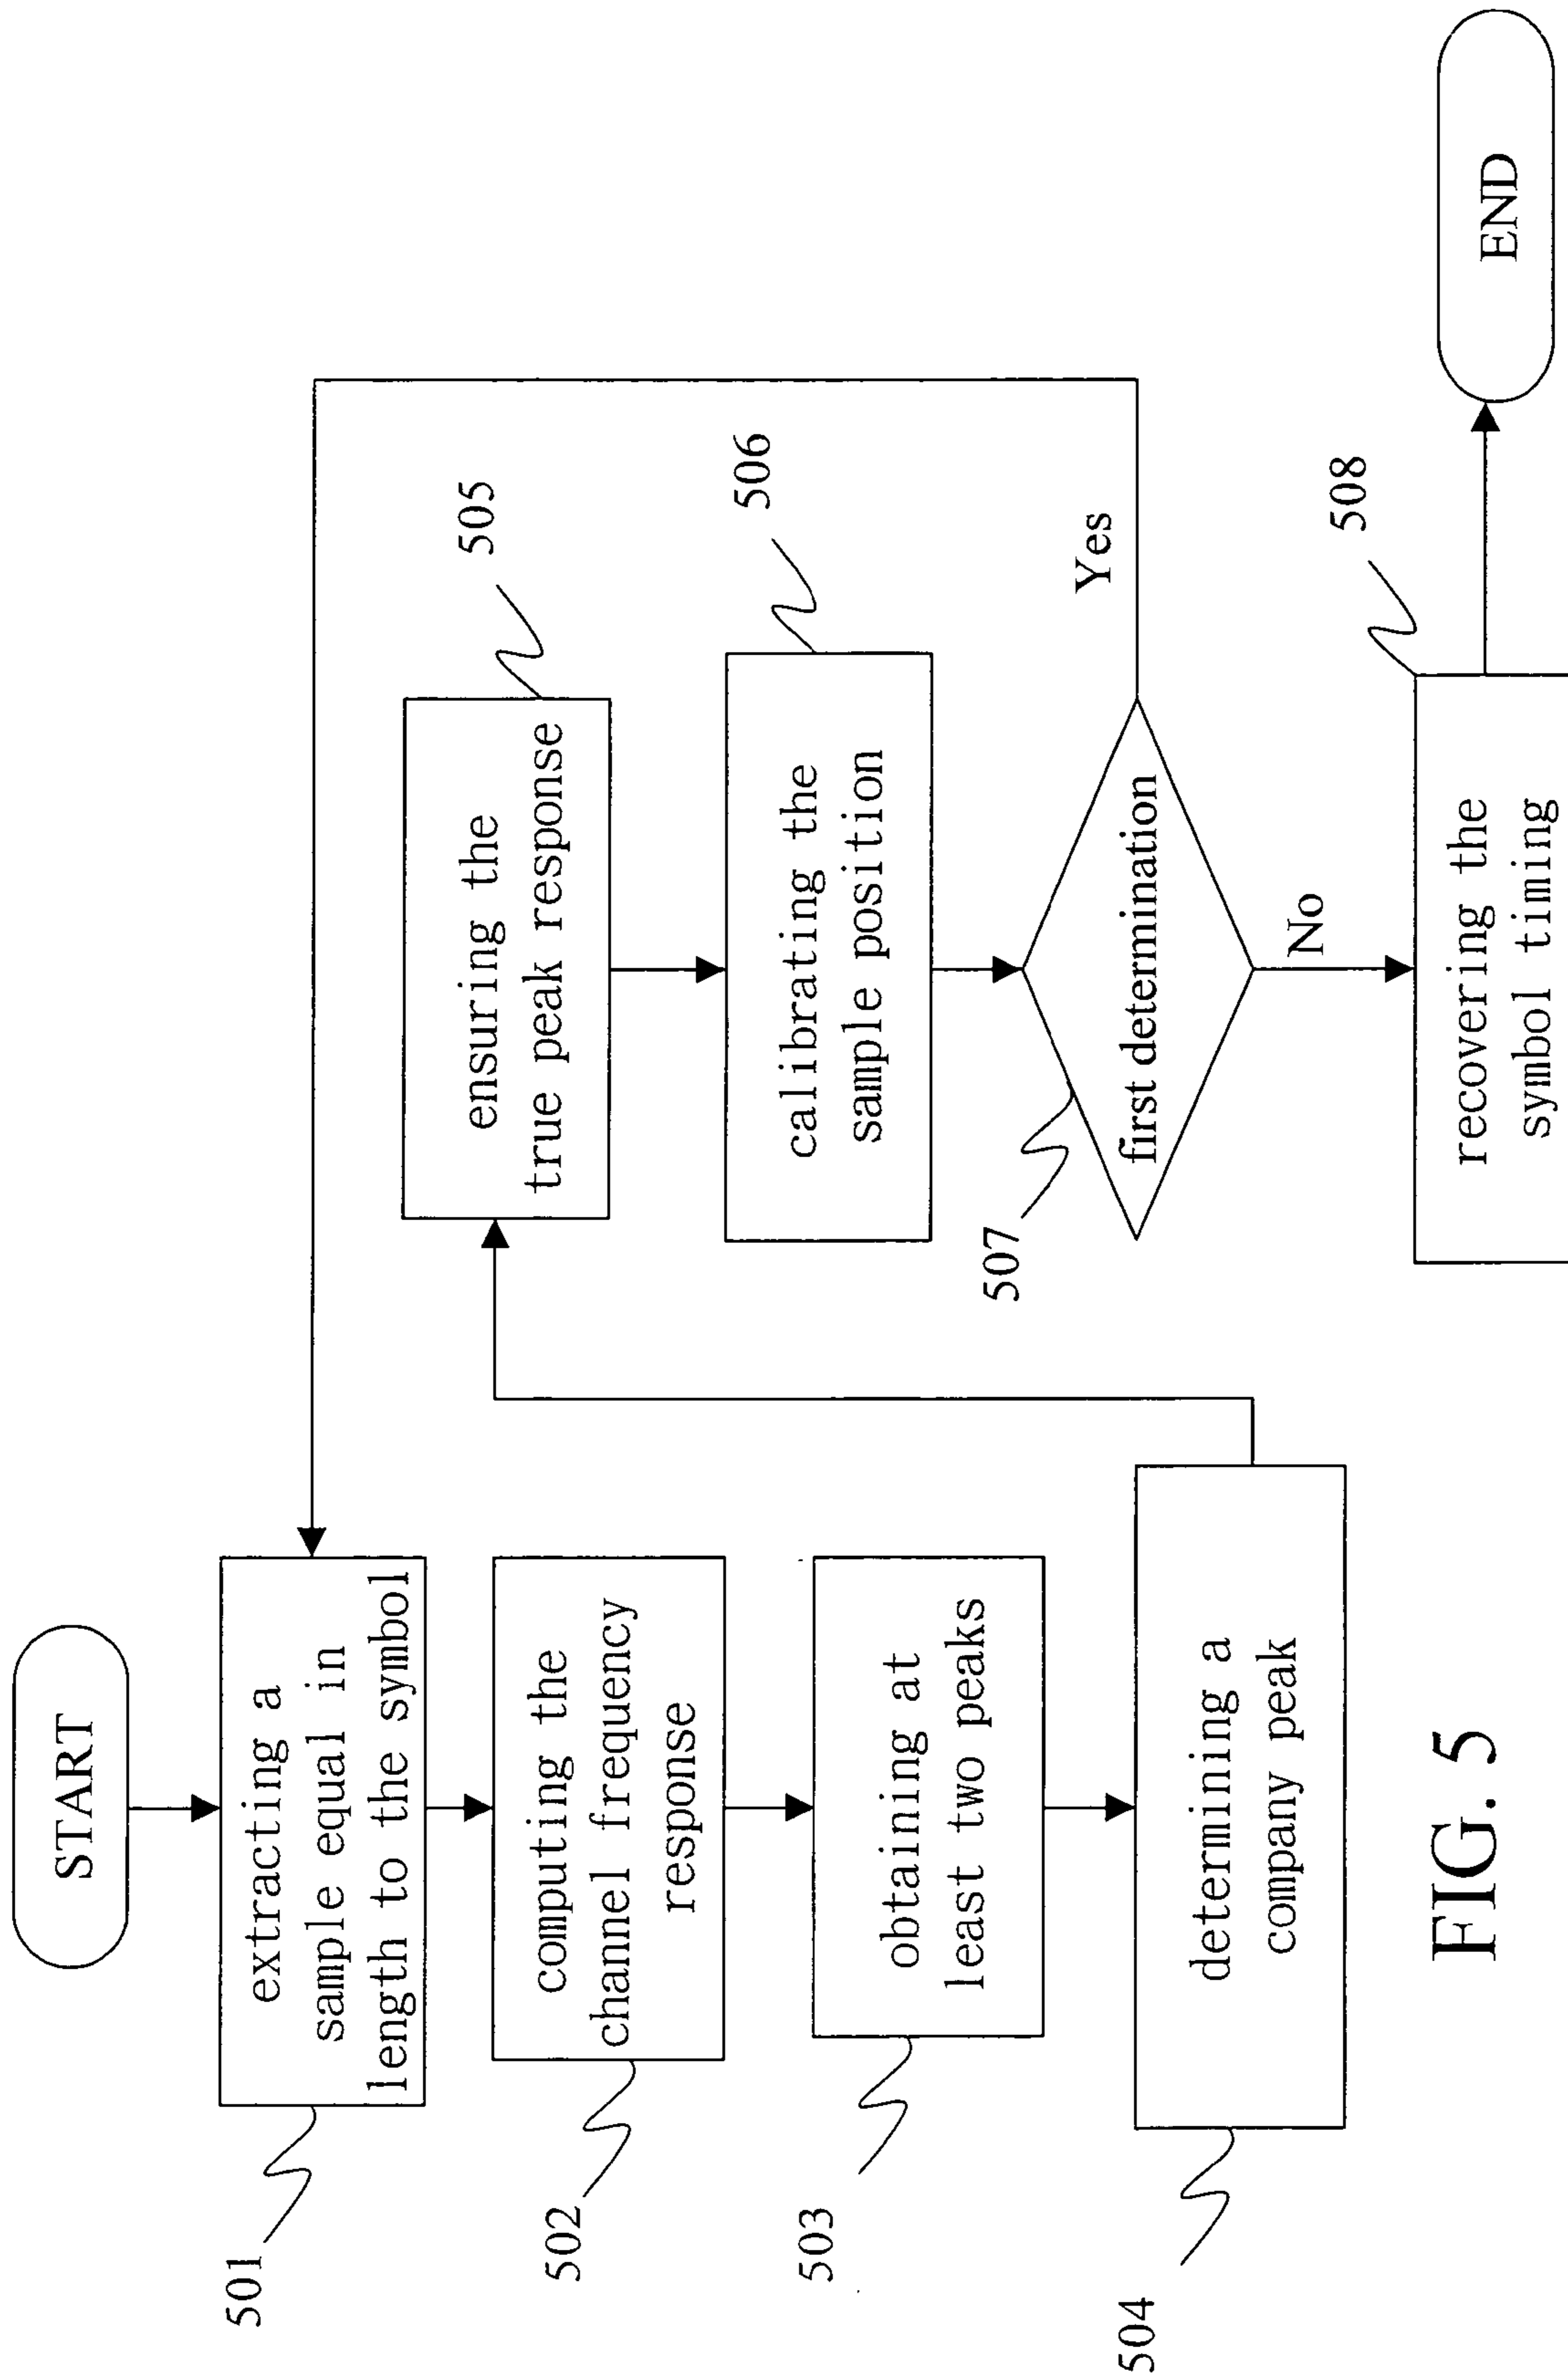 START
501
extracting a
sample equal in
length to the symbol
502
computing the
channel frequency
response
503
obtaining at
least two peaks
504
determining a
company peak
505
ensuring the
true peak response
506
calibrating the
sample position
507
first determination
Yes
No
508
recovering the
symbol timing
END
FIG. 5